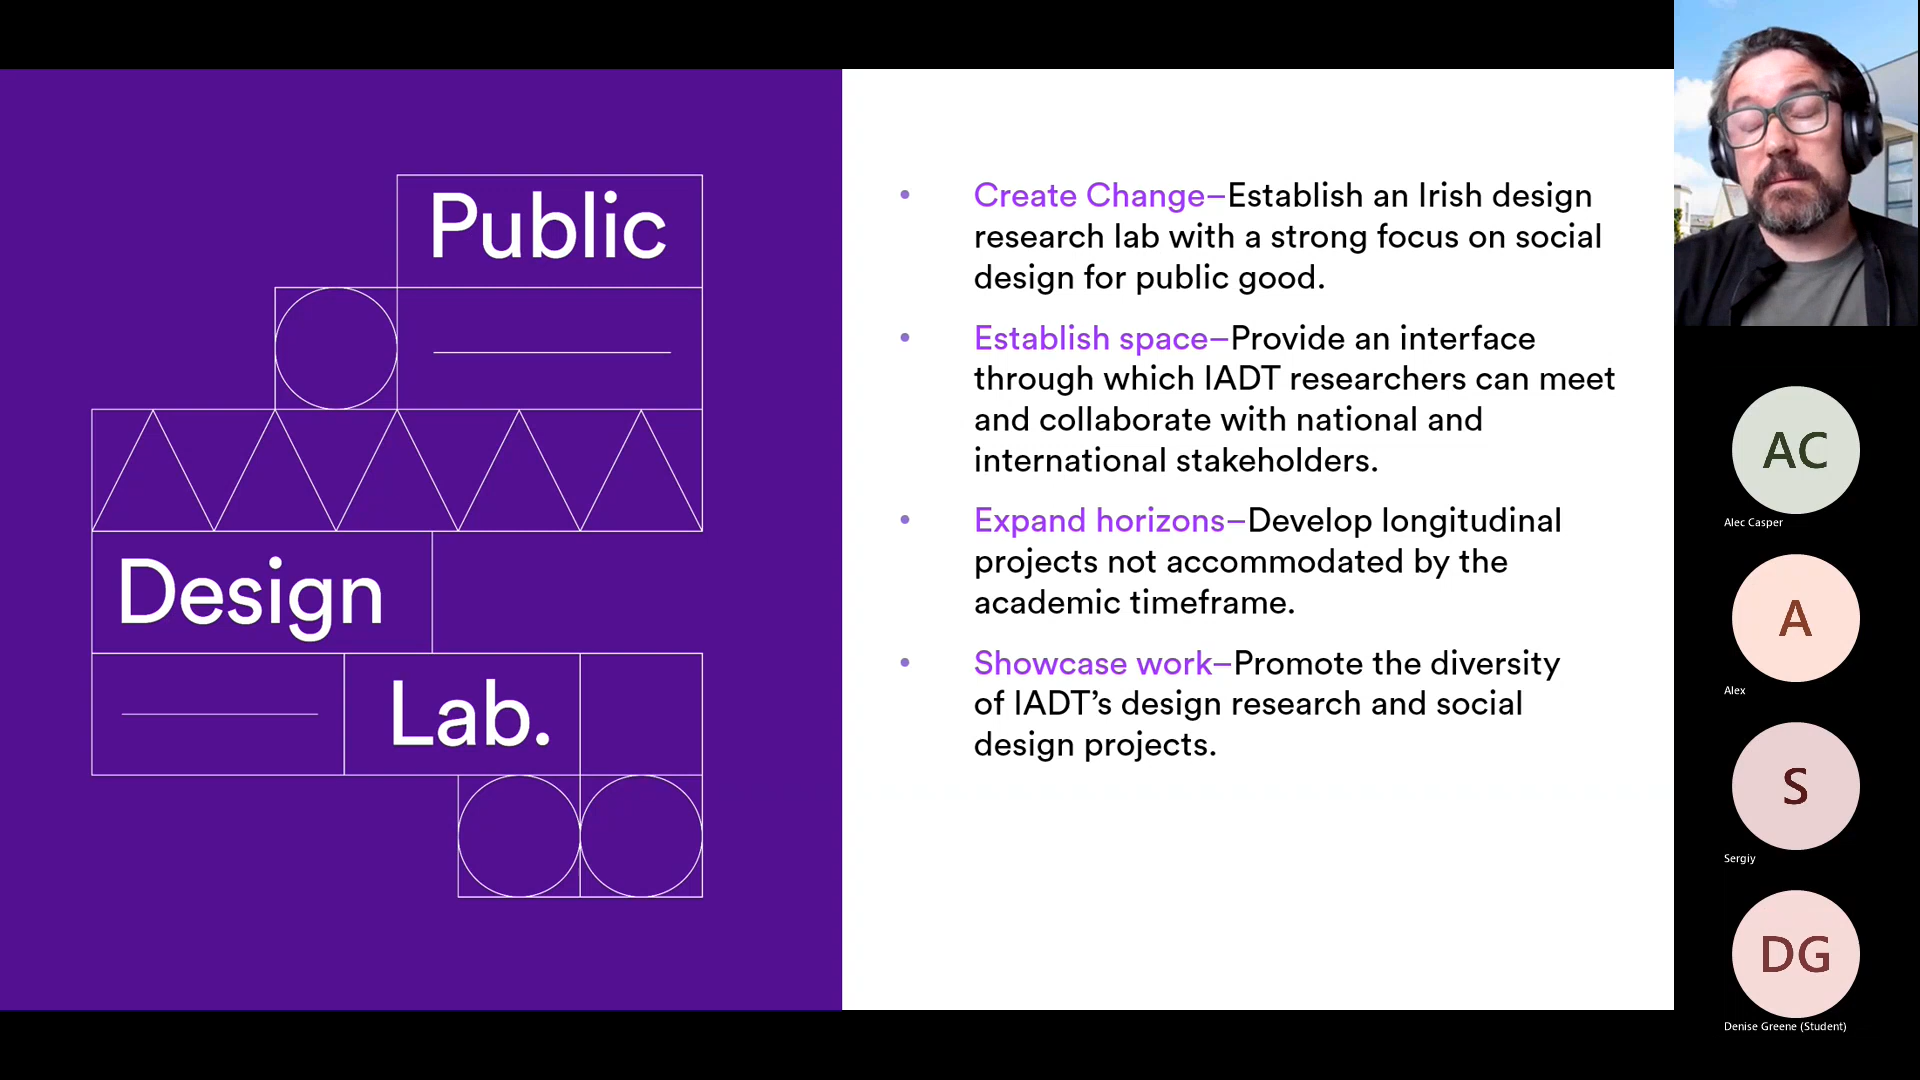 Public
Design
Lab.
• Create Change–Establish an Irish design
research lab with a strong focus on social
design for public good.
• Establish space–Provide an interface
through which IADT researchers can meet
and collaborate with national and
international stakeholders.
• Expand horizons–Develop longitudinal
projects not accommodated by the
academic timeframe.
• Showcase work–Promote the diversity
of IADT’s design research and social
design projects.
AC
Alec Casper
A
Alex
S
Sergiy
DG
Denise Greene (Student)